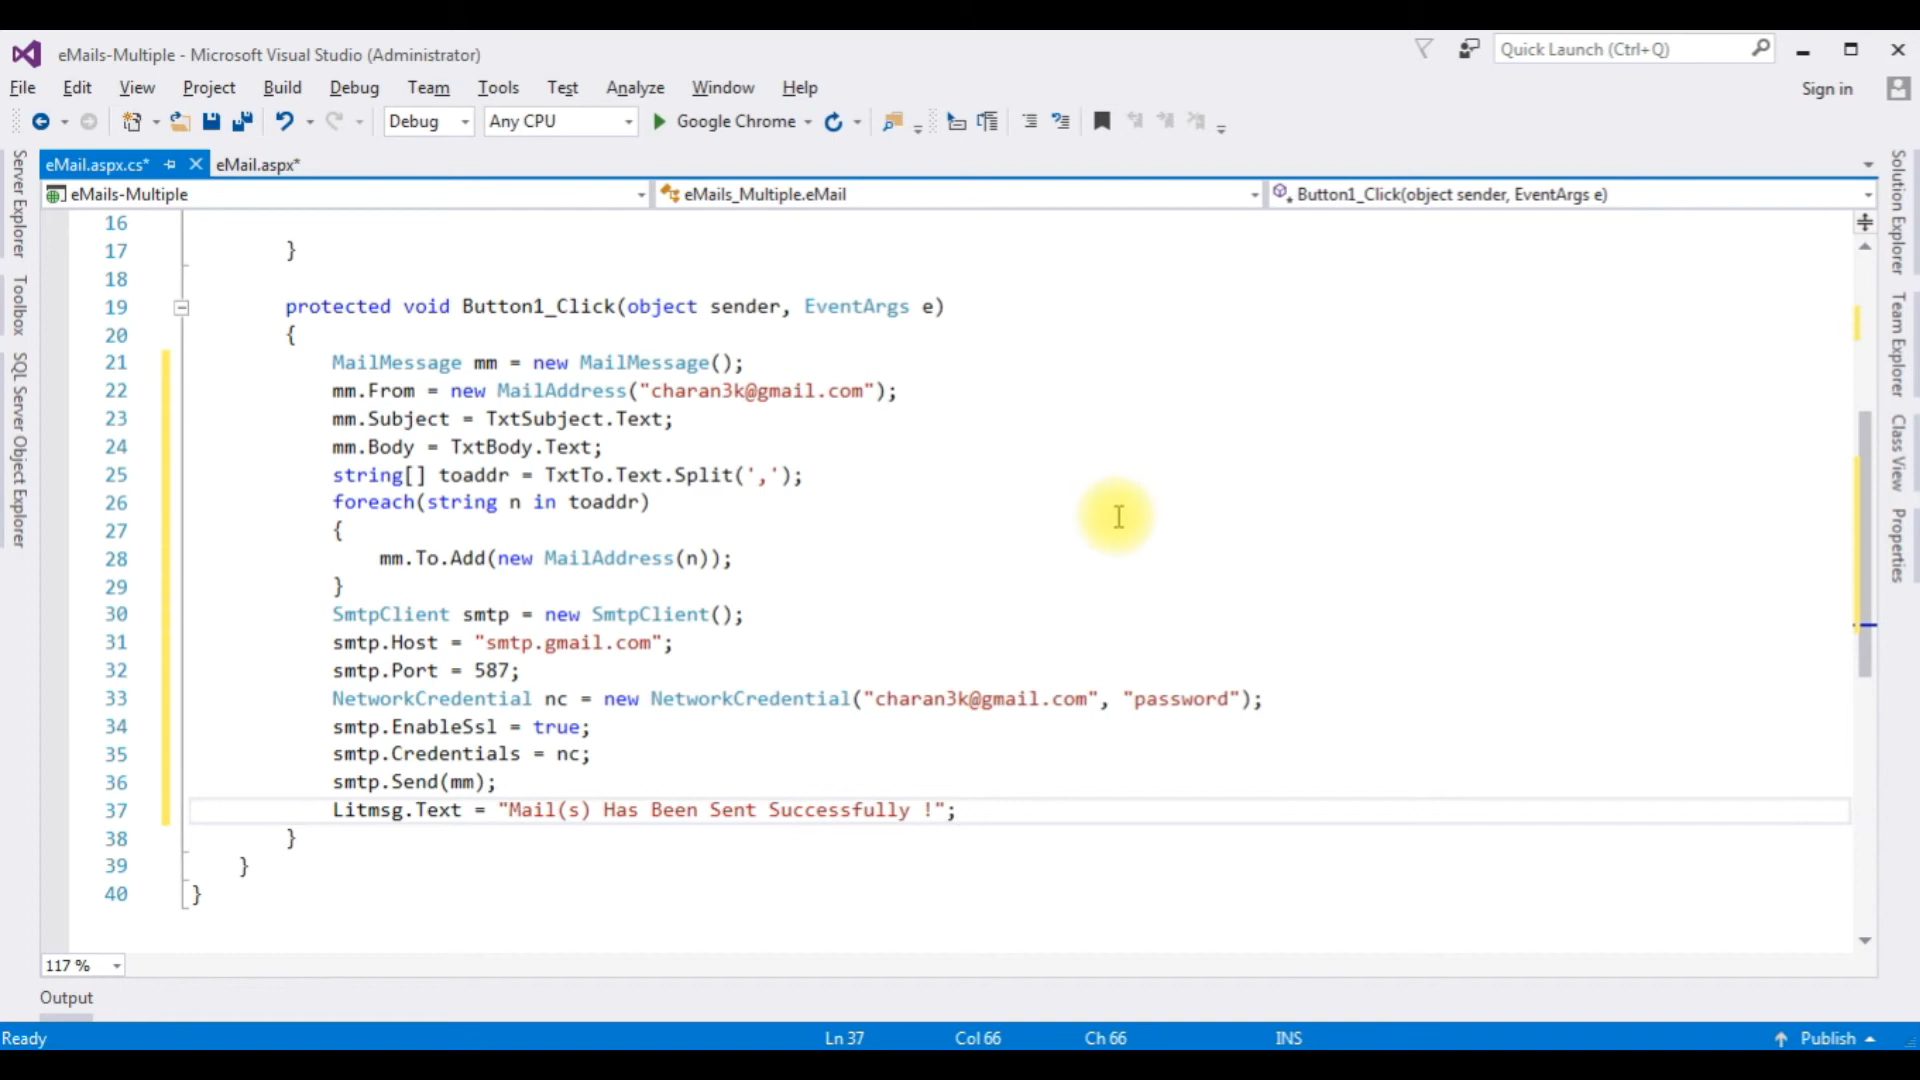 eMails-Multiple - Microsoft Visual Studio (Administrator)
Quick Launch (Ctrl+Q)
File Edit View Project Build Debug Team Tools Test Analyze Window Help
Sign in
Debug Any CPU Google Chrome
eMail.aspx.cs* eMail.aspx*
eMails-Multiple eMails_Multiple.eMail Button1_Click(object sender, EventArgs e)
Server Explorer
Toolbox
SQL Server Object Explorer
16
17 }
18
19 protected void Button1_Click(object sender, EventArgs e)
20 {
21 MailMessage mm = new MailMessage();
22 mm.From = new MailAddress("charan3k@gmail.com");
23 mm.Subject = TxtSubject.Text;
24 mm.Body = TxtBody.Text;
25 string[] toaddr = TxtTo.Text.Split(',');
26 foreach(string n in toaddr)
27 {
28 mm.To.Add(new MailAddress(n));
29 }
30 SmtpClient smtp = new SmtpClient();
31 smtp.Host = "smtp.gmail.com";
32 smtp.Port = 587;
33 NetworkCredential nc = new NetworkCredential("charan3k@gmail.com", "password");
34 smtp.EnableSsl = true;
35 smtp.Credentials = nc;
36 smtp.Send(mm);
37 Litmsg.Text = "Mail(s) Has Been Sent Successfully !";
38 }
39 }
40 }
Solution Explorer
Team Explorer
Class View
Properties
117 %
Output
Ready Ln 37 Col 66 Ch 66 INS Publish